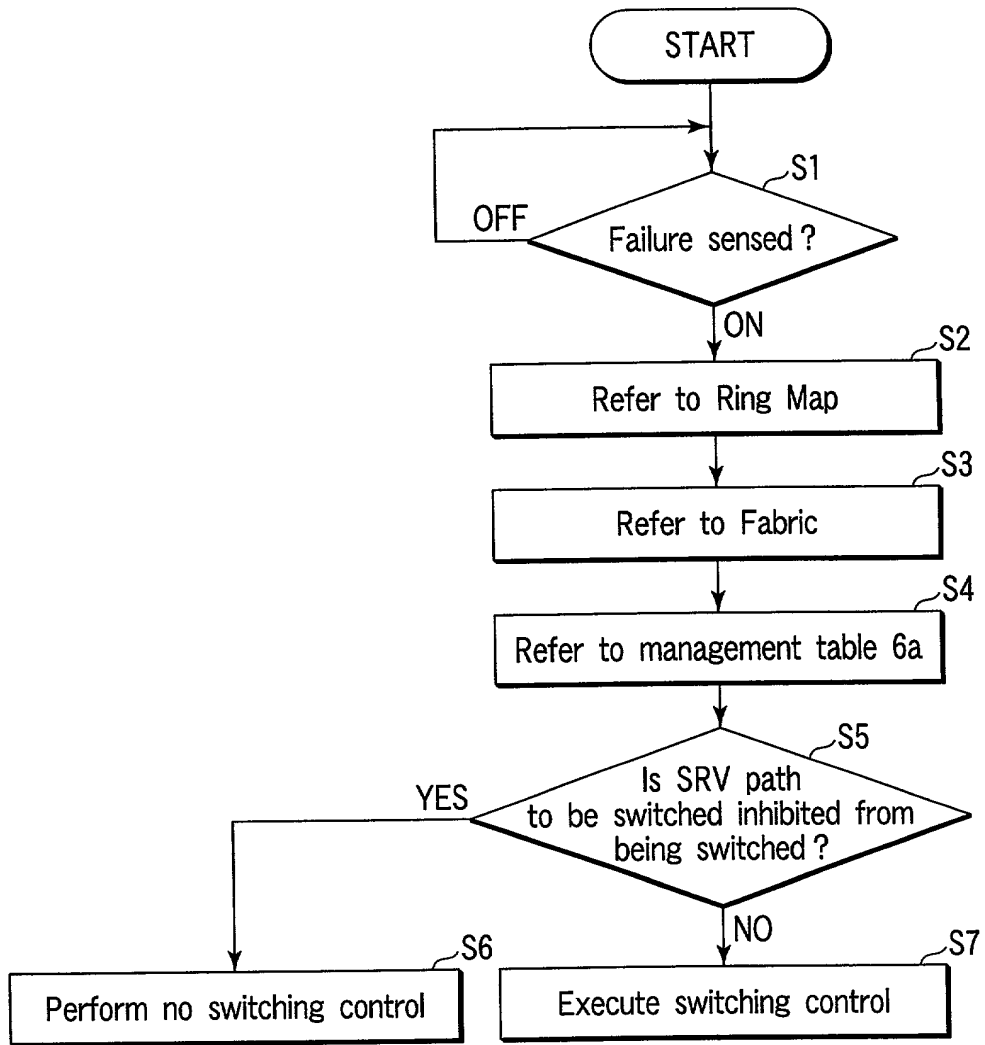 START
S1
OFF
Failure sensed?
ON
S2
Refer to Ring Map
S3
Refer to Fabric
S4
Refer to management table 6a
S5
YES
Is SRV path
to be switched inhibited from
being switched?
NO
S6
Perform no switching control
S7
Execute switching control